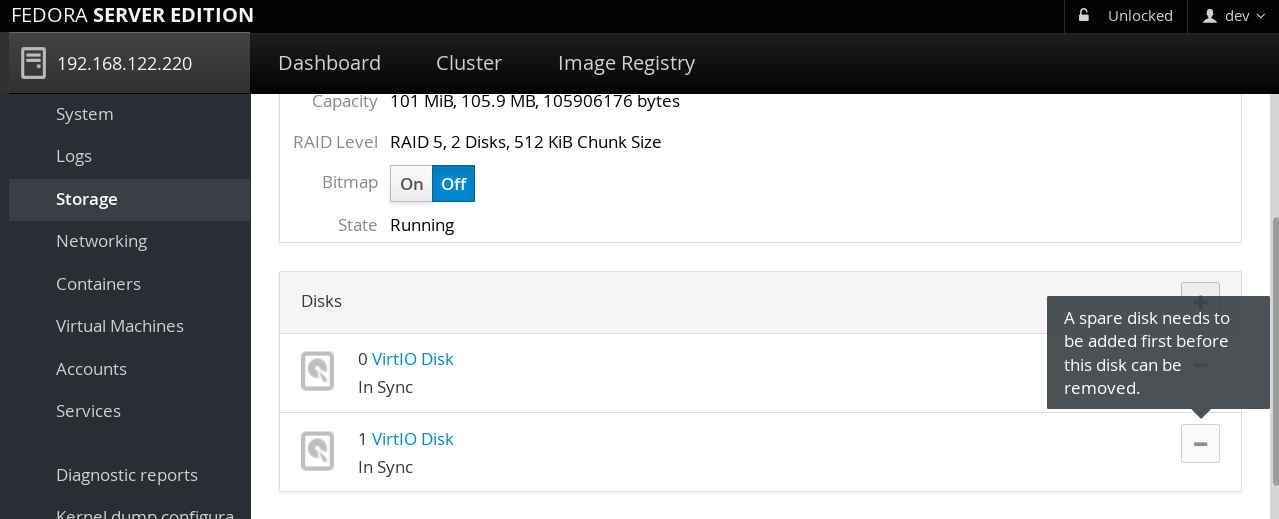 FEDORA SERVER EDITION
Unlocked
dev
192.168.122.220
Dashboard
Cluster
Image Registry
System
Logs
Storage
Networking
Containers
Virtual Machines
Accounts
Services
Diagnostic reports
Kernel dump configura
Capacity 101 MiB, 105.9 MB, 105906176 bytes
RAID Level RAID 5, 2 Disks, 512 KiB Chunk Size
Bitmap On Off
State Running
Disks
0 VirtIO Disk
In Sync
1 VirtIO Disk
In Sync
A spare disk needs to
be added first before
this disk can be
removed.